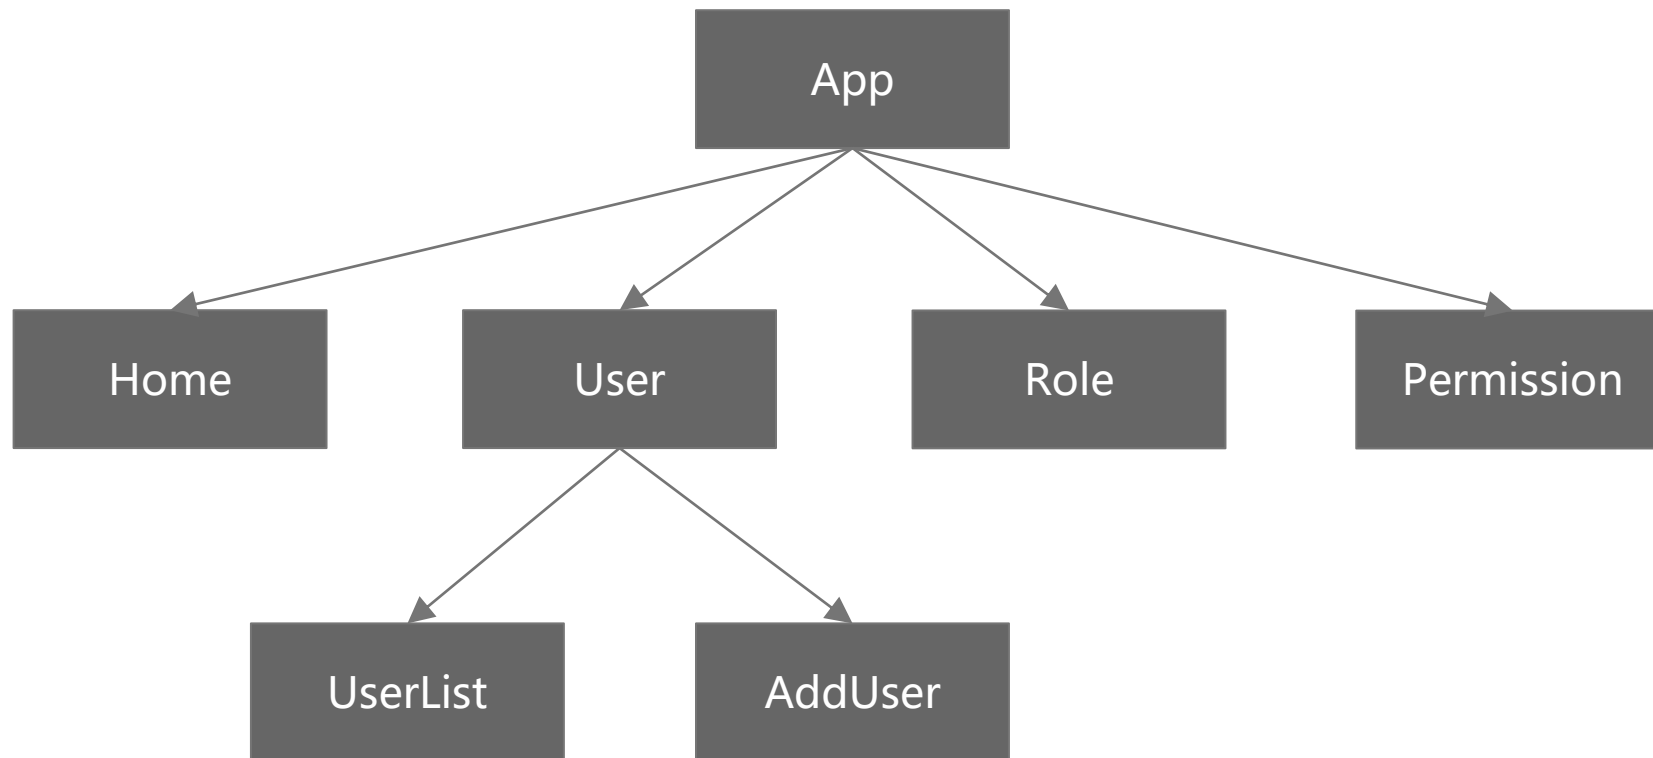 App
Home
User
Role
Permission
UserList
AddUser